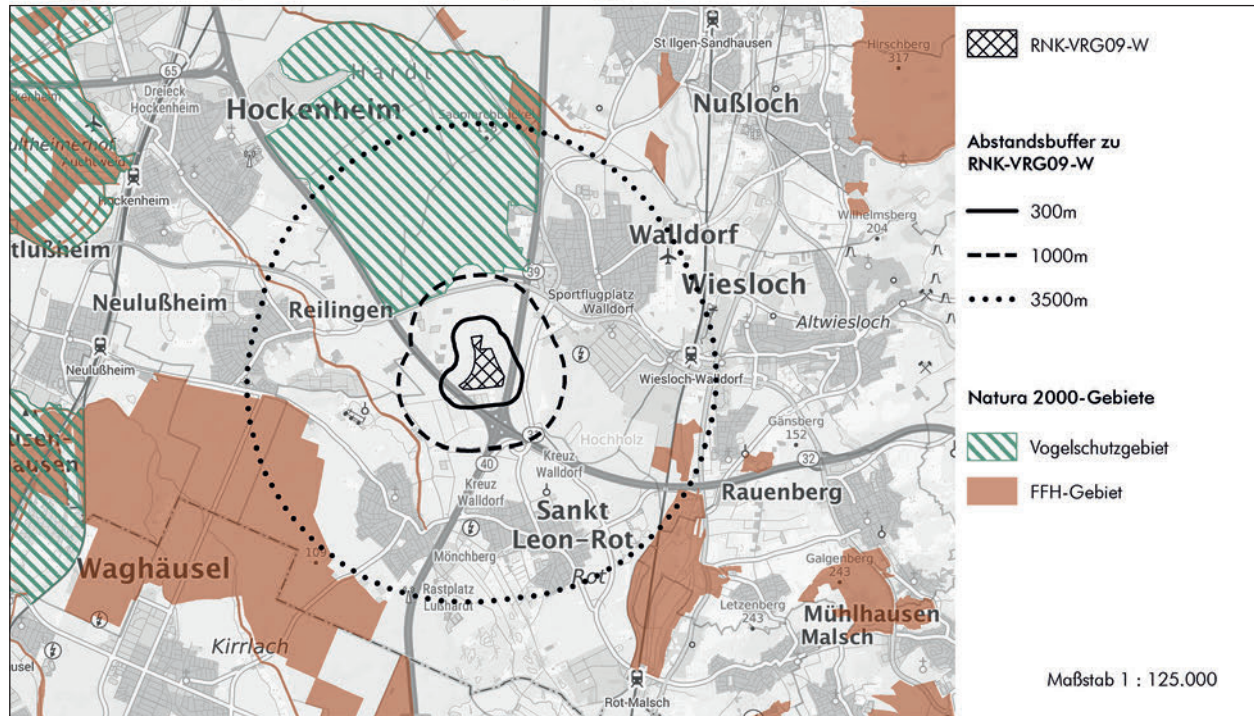 St Ilgen-Sandhausen
Hirschberg
317
65
Dreieck
Hockenheim
Hardt
Hockenheim
Nußloch
Hockenheim
Wilhelmsberg
204
tlußheim
Walldorf
39
Neulußheim
Reilingen
Sportflugplatz
Walldorf
Wiesloch
Altwiesloch
Neulußheim
Wiesloch-Walldorf
Gänsberg
152
Hochholz
32
40
Kreuz
Walldorf
Kreuz
Walldorf
Rauenberg
Sankt
Leon-Rot
Mönchberg
Galgenberg
243
Waghäusel
Rastplatz
Lußhardt
Rot
Letzenberg
243
Mühlhausen
Malsch
Kirrlach
Rot-Malsch
RNK-VRG09-W
Abstandsbuffer zu
RNK-VRG09-W
300m
1000m
3500m
Natura 2000-Gebiete
Vogelschutzgebiet
FFH-Gebiet
Maßstab 1 : 125.000